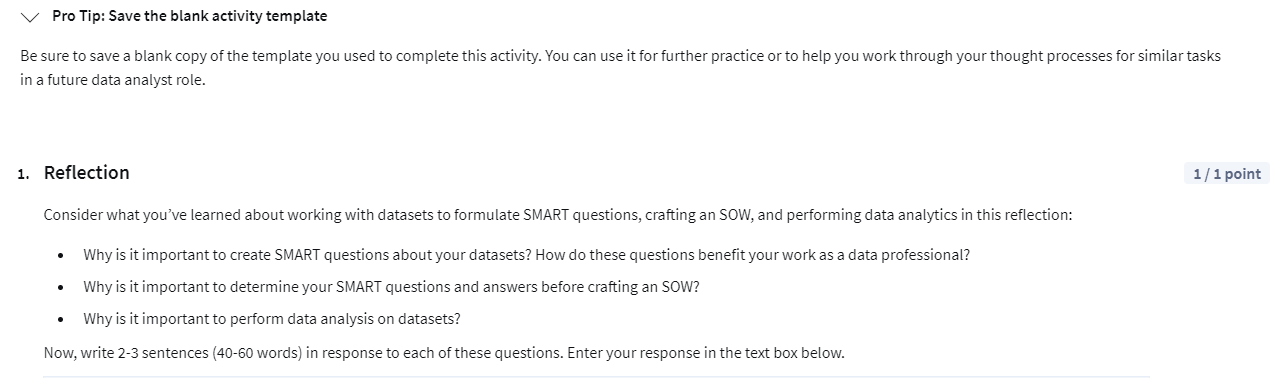 Pro Tip: Save the blank activity template
Be sure to save a blank copy of the template you used to complete this activity. You can use it for further practice or to help you work through your thought processes for similar tasks
in a future data analyst role.
1. Reflection
1 / 1 point
Consider what you’ve learned about working with datasets to formulate SMART questions, crafting an SOW, and performing data analytics in this reflection:
• Why is it important to create SMART questions about your datasets? How do these questions benefit your work as a data professional?
• Why is it important to determine your SMART questions and answers before crafting an SOW?
• Why is it important to perform data analysis on datasets?
Now, write 2-3 sentences (40-60 words) in response to each of these questions. Enter your response in the text box below.